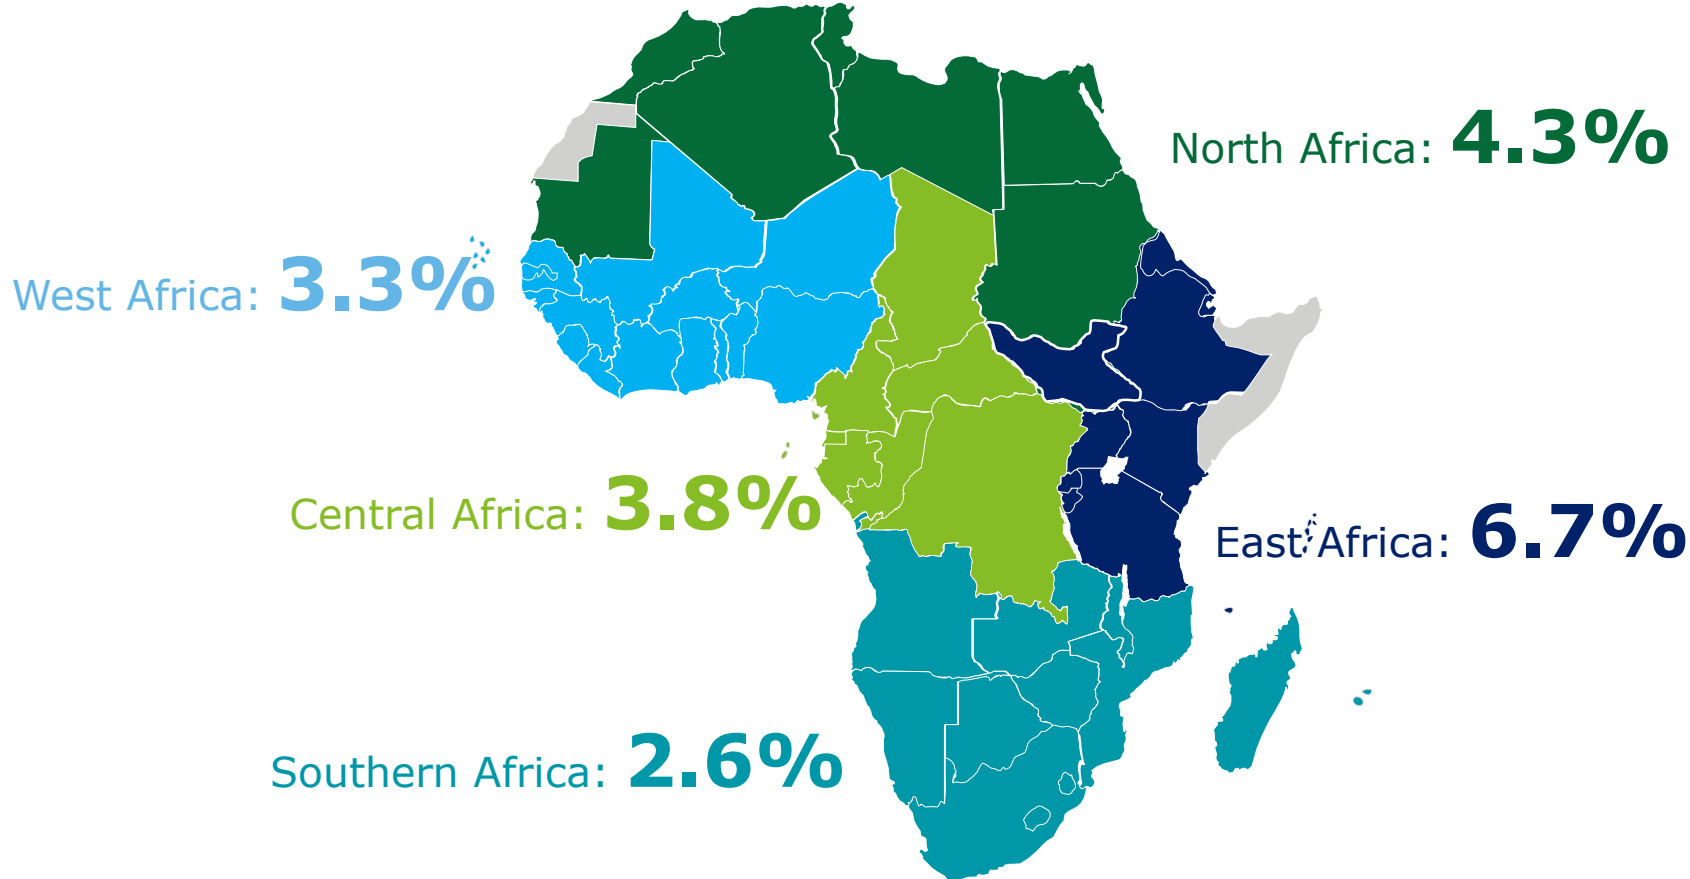 North Africa: 4.3%
West Africa: 3.3%
Central Africa: 3.8%
East Africa: 6.7%
Southern Africa: 2.6%